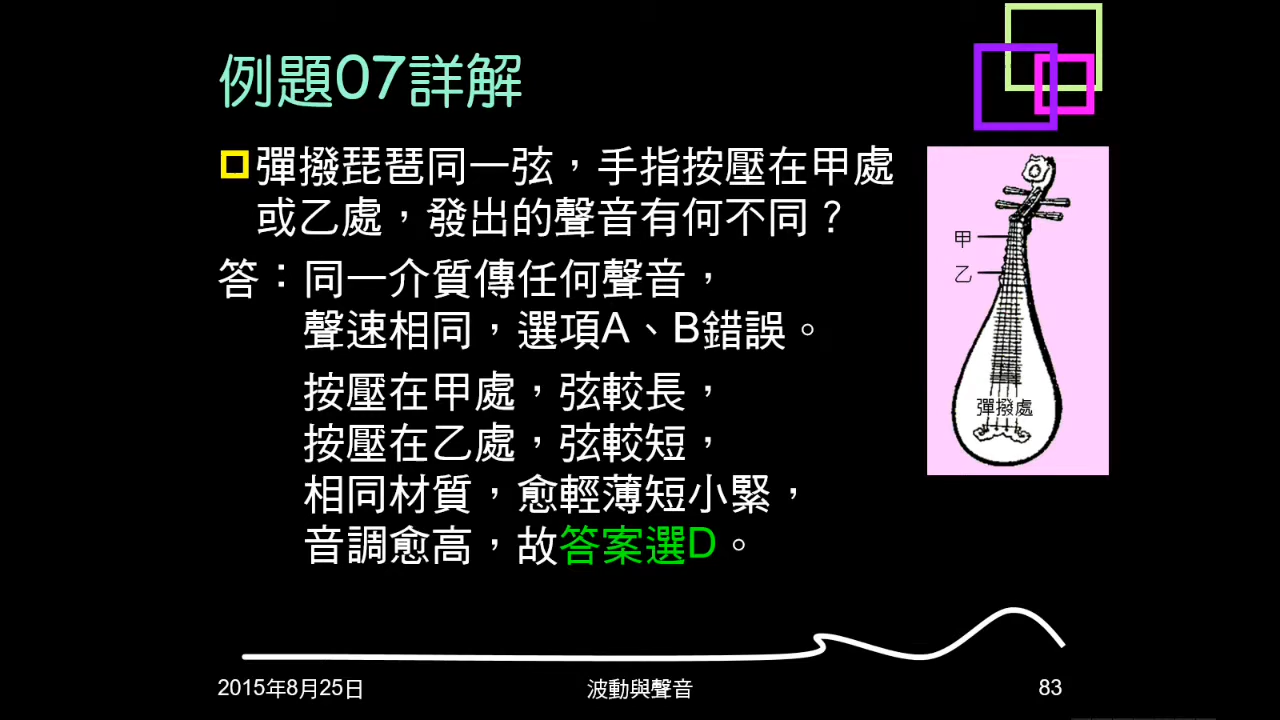 例題07詳解
彈撥琵琶同一弦，手指按壓在甲處
或乙處，發出的聲音有何不同？
答：同一介質傳任何聲音，
聲速相同，選項A、B錯誤。
按壓在甲處，弦較長，
按壓在乙處，弦較短，
相同材質，愈輕薄短小緊，
音調愈高，故答案選D。
甲
乙
彈撥處
2015年8月25日
波動與聲音
83